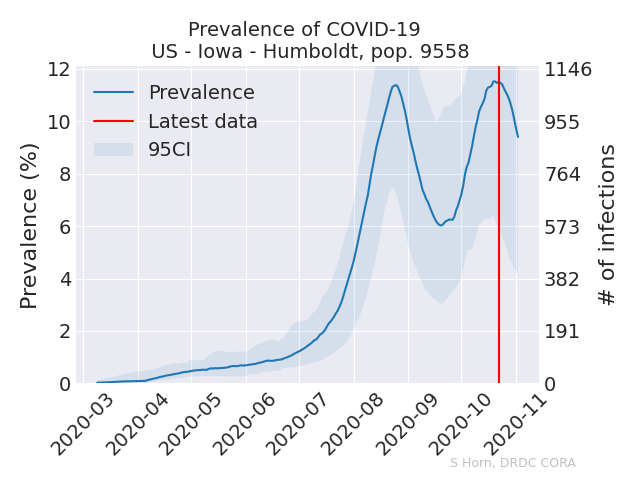 Prevalence of COVID-19
US - Iowa - Humboldt, pop. 9558
Prevalence
Latest data
95CI
Prevalence (%)
12
10
8
6
4
2
0
1146
955
764
573
382
191
0
# of infections
2020-03
2020-04
2020-05
2020-06
2020-07
2020-08
2020-09
2020-10
2020-11
S Horn, DRDC CORA